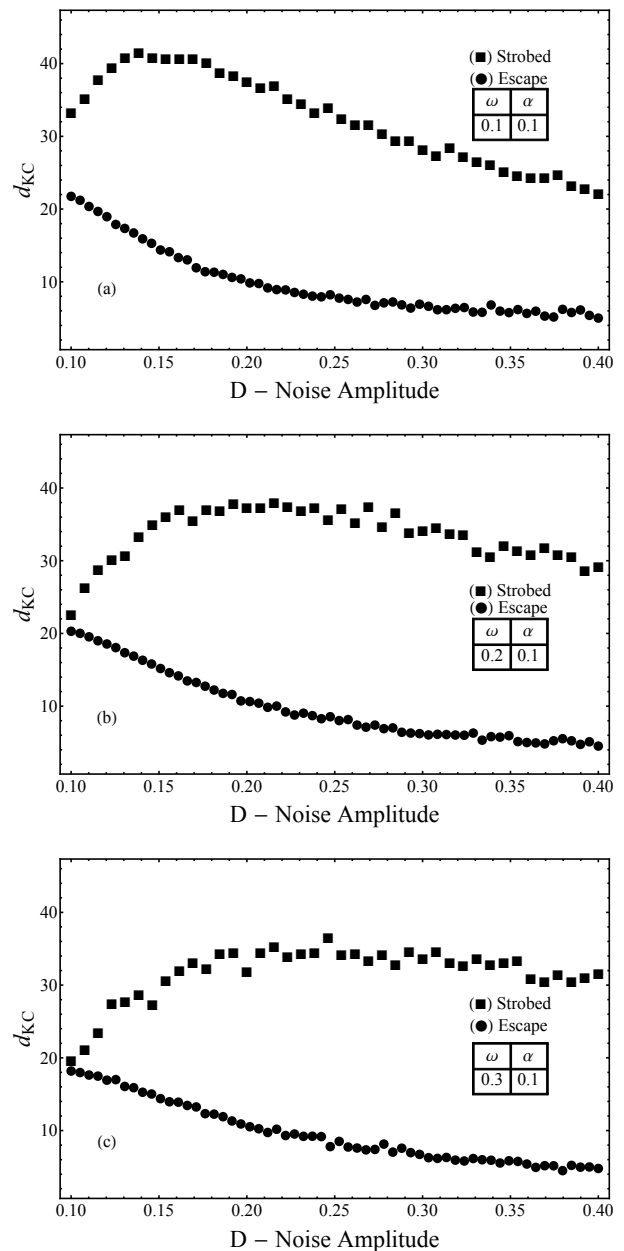 40
(■) Strobed
(●) Escape
ω α
0.1 0.1
30
d_KC
20
10
(a)
0.10 0.15 0.20 0.25 0.30 0.35 0.40
D – Noise Amplitude
40
30
(■) Strobed
(●) Escape
d_KC
ω α
0.2 0.1
20
10
(b)
0.10 0.15 0.20 0.25 0.30 0.35 0.40
D – Noise Amplitude
40
30
(■) Strobed
(●) Escape
d_KC
ω α
0.3 0.1
20
10
(c)
0.10 0.15 0.20 0.25 0.30 0.35 0.40
D – Noise Amplitude